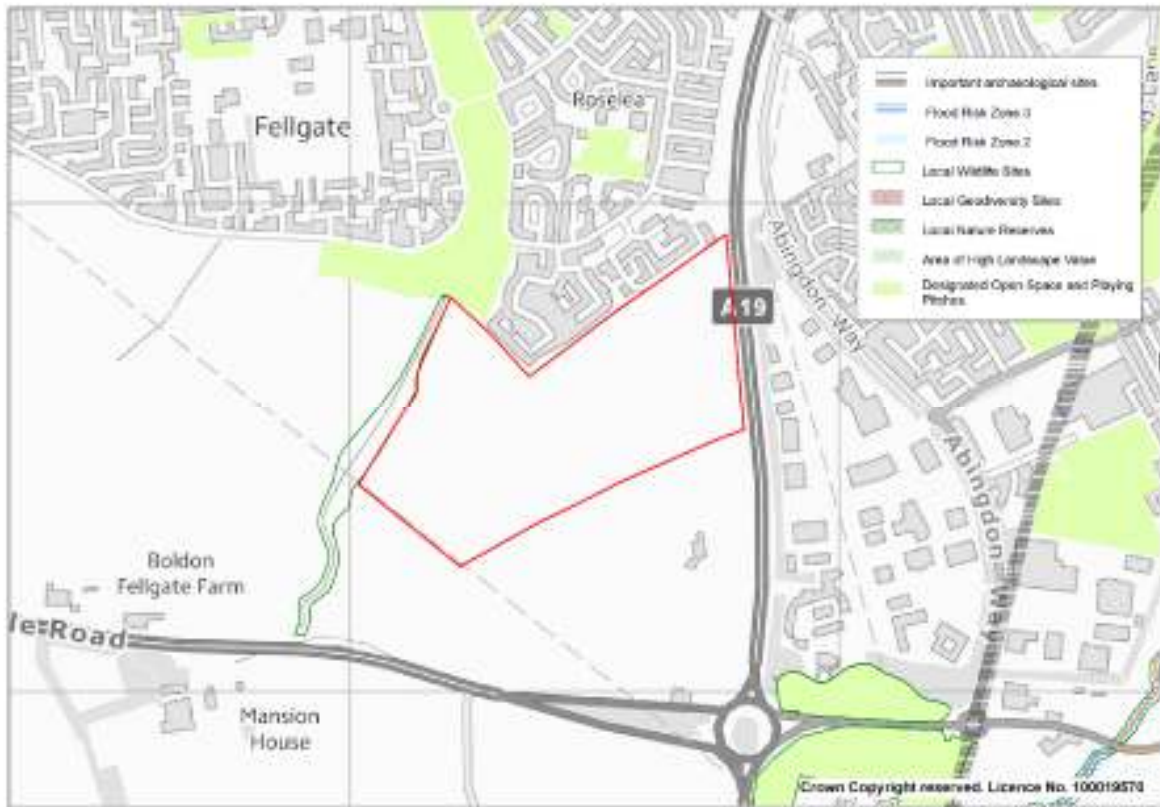 Fellgate
Roselea
Important archaeological sites
Flood Risk Zone 3
Flood Risk Zone 2
Local Wildlife Sites
Local Geodiversity Sites
Local Nature Reserves
Area of High Landscape Value
Designated Open Space and Playing
Pitches
Abingdon Way
A19
Abingdon Way
Boldon
Fellgate Farm
le Road
Mansion
House
Crown Copyright reserved. Licence No. 100019570